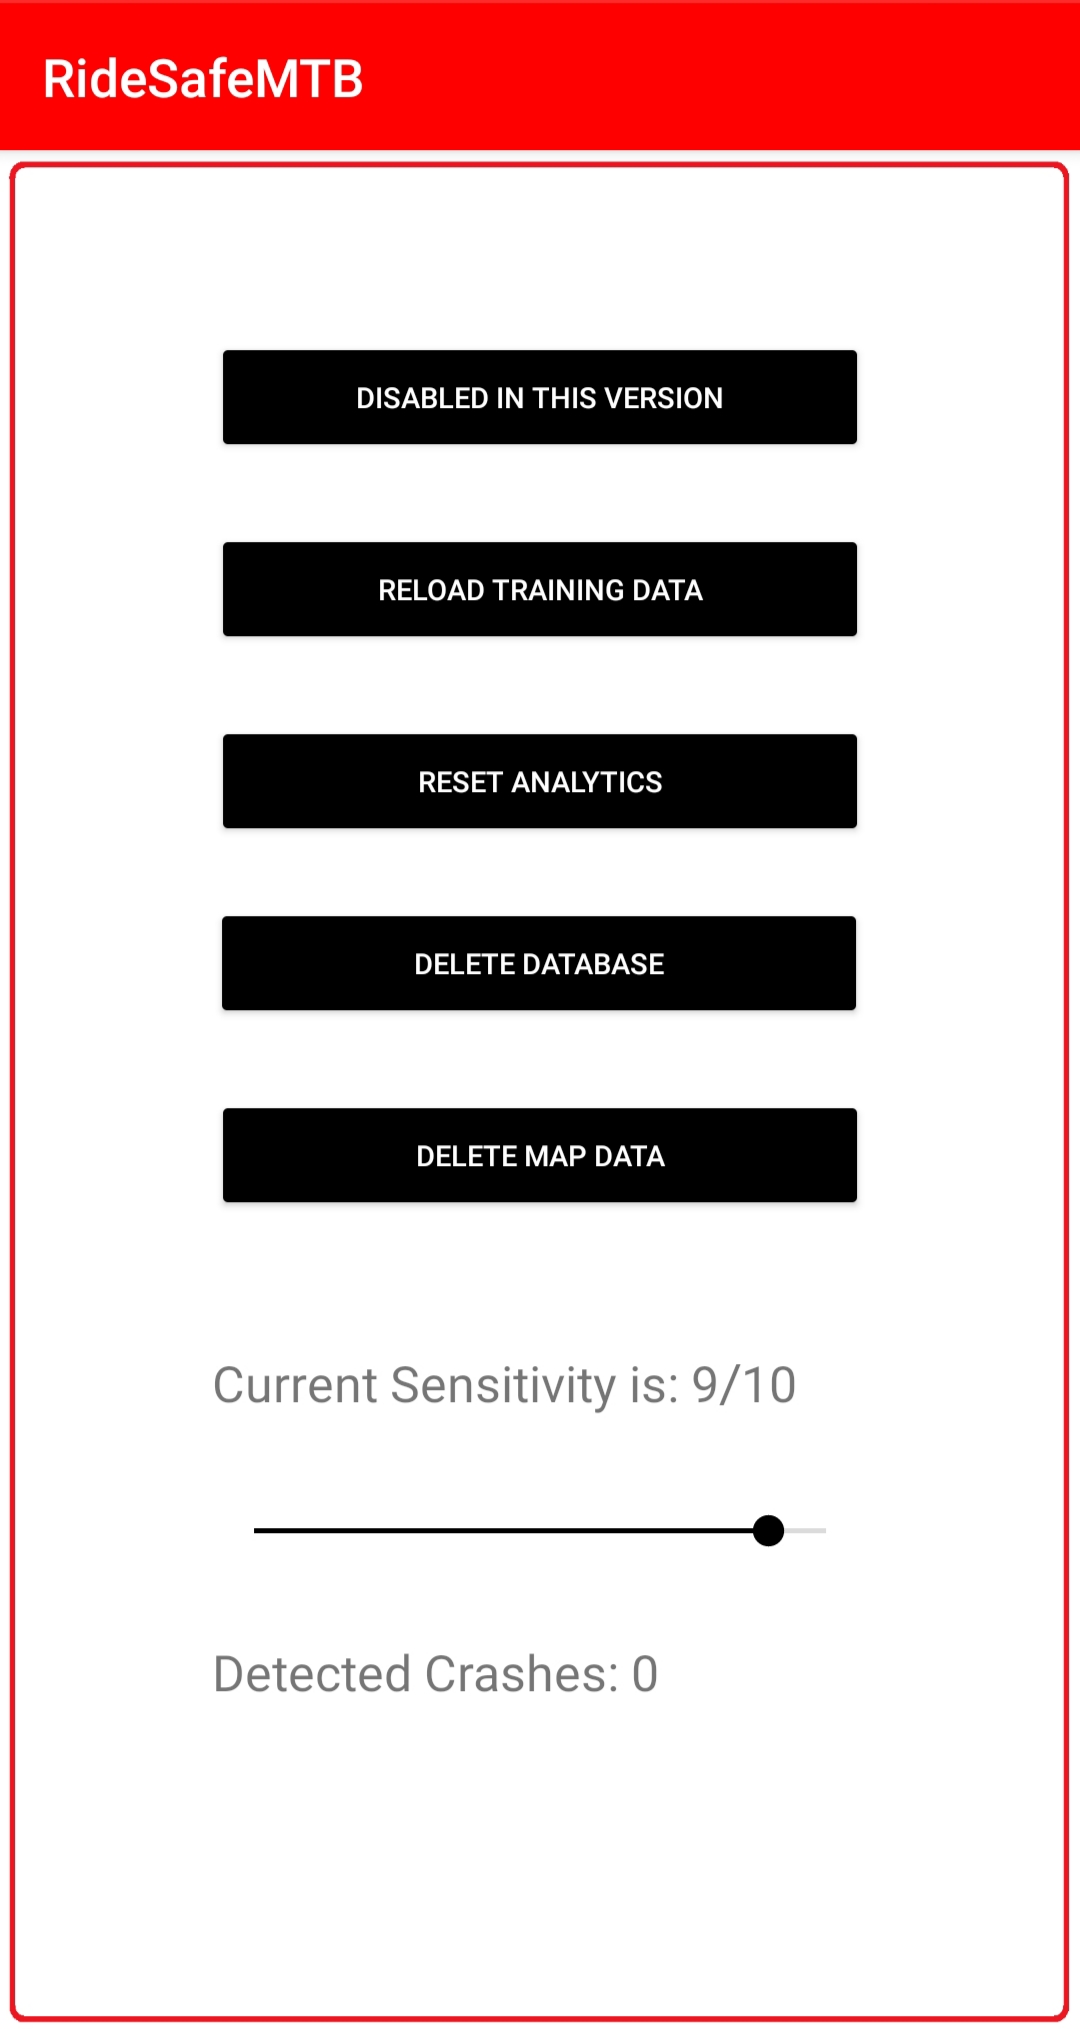 RideSafeMTB
DISABLED IN THIS VERSION
RELOAD TRAINING DATA
RESET ANALYTICS
DELETE DATABASE
DELETE MAP DATA
Current Sensitivity is: 9/10
Detected Crashes: 0